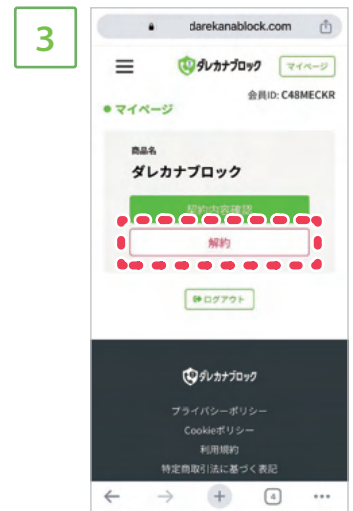 3
darekanablock.com
ダレカナブロック
マイページ
会員ID: C48MECKR
マイページ
商品名
ダレカナブロック
契約内容確認
解約
ログアウト
ダレカナブロック
プライバシーポリシー
Cookieポリシー
利用規約
特定商取引法に基づく表記
4